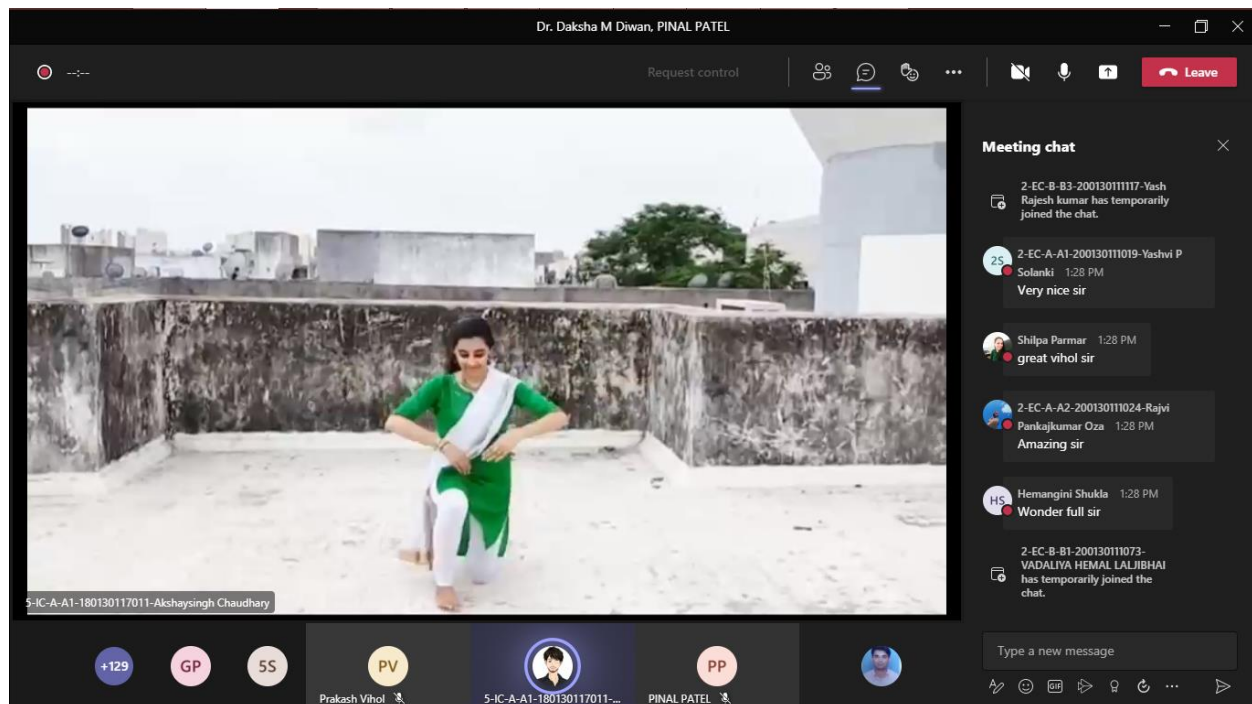 Dr. Daksha M Diwan, PINAL PATEL
--:--
Request control
Leave
Meeting chat
2-EC-B-B3-200130111117-Yash
Rajesh kumar has temporarily
joined the chat.
2S
2-EC-A-A1-200130111019-Yashvi P
Solanki 1:28 PM
Very nice sir
Shilpa Parmar 1:28 PM
great vihol sir
2-EC-A-A2-200130111024-Rajvi
Pankajkumar Oza 1:28 PM
Amazing sir
HS
Hemangini Shukla 1:28 PM
Wonder full sir
2-EC-B-B1-200130111073-
VADALIYA HEMAL LALJIBHAI
has temporarily joined the
chat.
5-IC-A-A1-180130117011-Akshaysingh Chaudhary
+129
GP
5S
PV
Prakash Vihol
5-IC-A-A1-180130117011-...
PP
PINAL PATEL
Type a new message
GIF